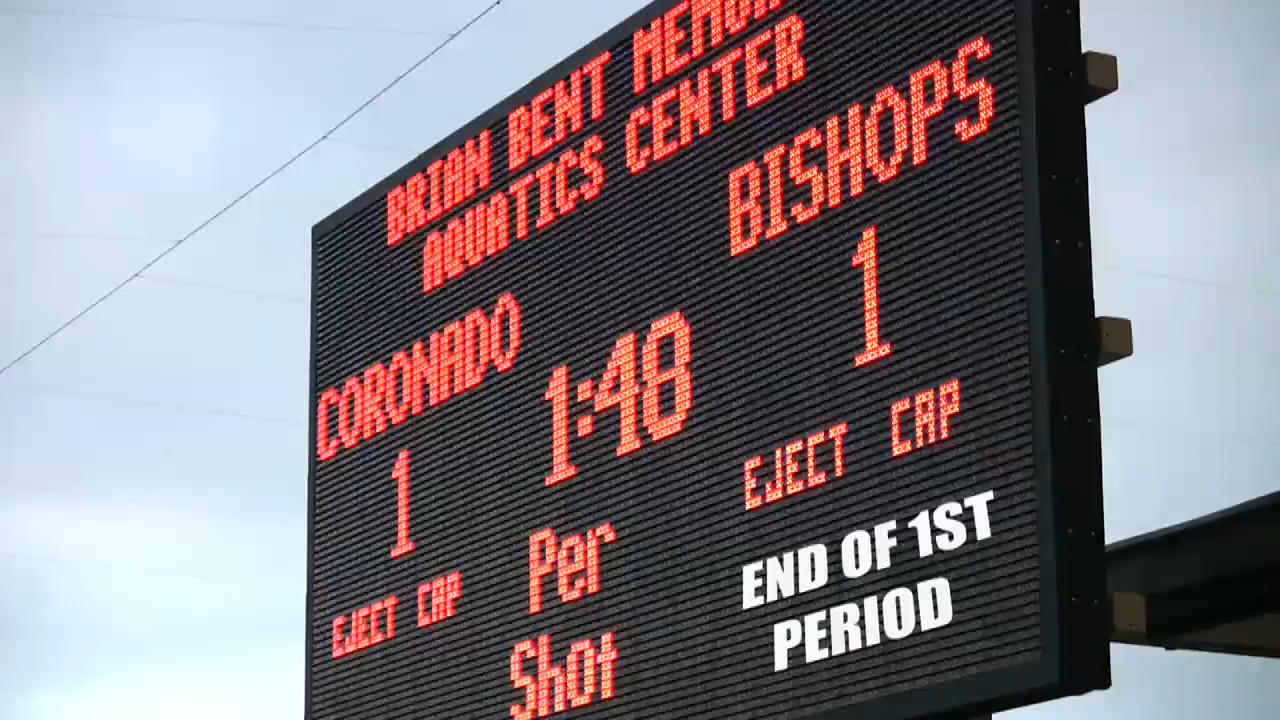 BRIAN BENT
AQUATICS CENTER
BISHOPS
CORONADO
1:48
1
1
EJECT CAP
EJECT CAP
Per
Shot
END OF 1ST
PERIOD